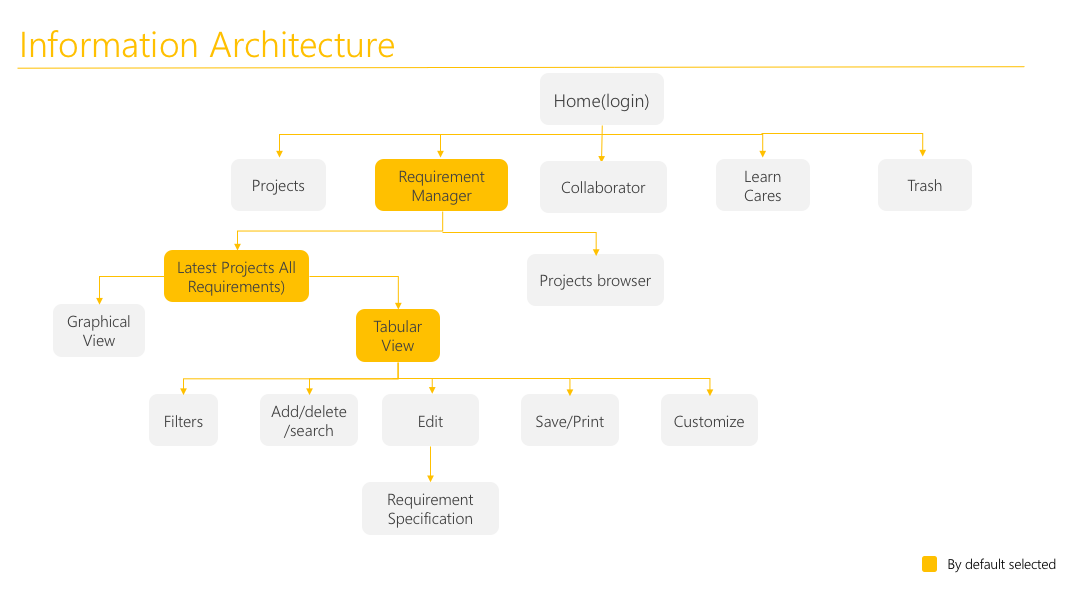 Information Architecture
Home(login)
Projects
Requirement
Manager
Collaborator
Learn
Cares
Trash
Latest Projects All
Requirements)
Projects browser
Graphical
View
Tabular
View
Filters
Add/delete
/search
Edit
Save/Print
Customize
Requirement
Specification
By default selected